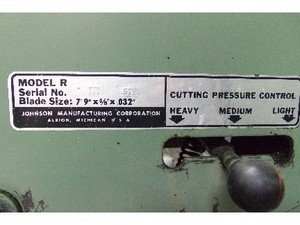 MODEL R
Serial No.
Blade Size: 7' 9" x ⅝" x .032"
JOHNSON MANUFACTURING CORPORATION
ALBION, MICHIGAN U S A
CUTTING PRESSURE CONTROL
HEAVY MEDIUM LIGHT